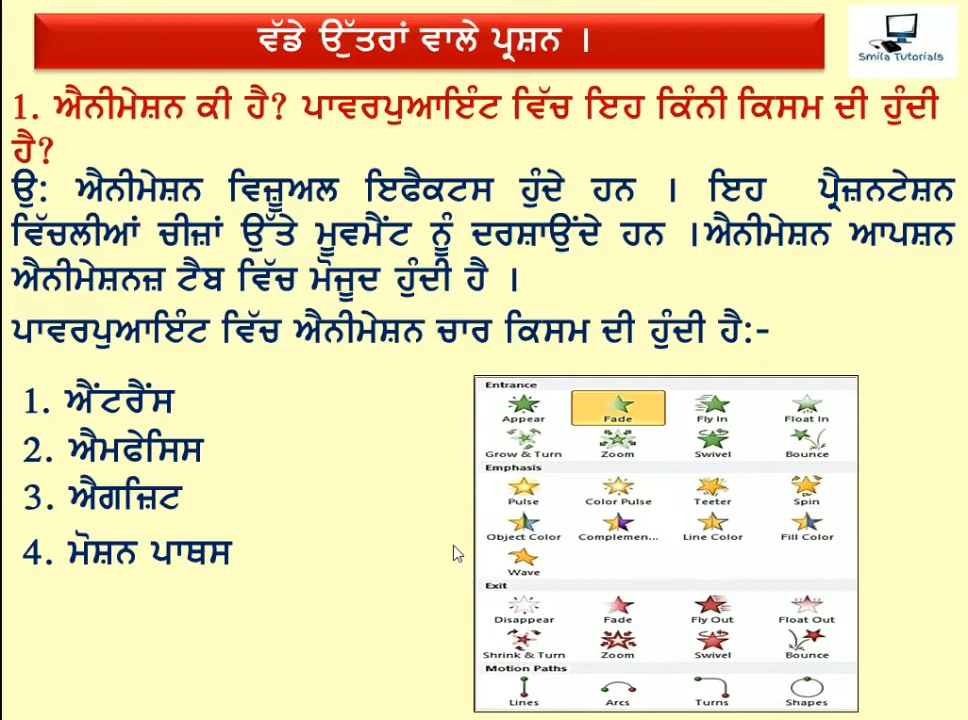 ਵੱਡੇ ਉੱਤਰਾਂ ਵਾਲੇ ਪ੍ਰਸ਼ਨ ।
Smila Tutorials
1. ਐਨੀਮੇਸ਼ਨ ਕੀ ਹੈ? ਪਾਵਰਪੁਆਇੰਟ ਵਿੱਚ ਇਹ ਕਿੰਨੀ ਕਿਸਮ ਦੀ ਹੁੰਦੀ
ਹੈ?
ਉ: ਐਨੀਮੇਸ਼ਨ ਵਿਜ਼ੂਅਲ ਇਫੈਕਟਸ ਹੁੰਦੇ ਹਨ । ਇਹ ਪ੍ਰੈਜ਼ਨਟੇਸ਼ਨ
ਵਿੱਚਲੀਆਂ ਚੀਜ਼ਾਂ ਉੱਤੇ ਮੂਵਮੈਂਟ ਨੂੰ ਦਰਸ਼ਾਉਂਦੇ ਹਨ ।ਐਨੀਮੇਸ਼ਨ ਆਪਸ਼ਨ
ਐਨੀਮੇਸ਼ਨਜ਼ ਟੈਬ ਵਿੱਚ ਮੌਜੂਦ ਹੁੰਦੀ ਹੈ ।
ਪਾਵਰਪੁਆਇੰਟ ਵਿੱਚ ਐਨੀਮੇਸ਼ਨ ਚਾਰ ਕਿਸਮ ਦੀ ਹੁੰਦੀ ਹੈ:-
1. ਐਂਟਰੈਂਸ
2. ਐਮਫੇਸਿਸ
3. ਐਗਜ਼ਿਟ
4. ਮੋਸ਼ਨ ਪਾਥਸ
Entrance
Appear Fade Fly In Float In
Grow & Turn Zoom Swivel Bounce
Emphasis
Pulse Color Pulse Teeter Spin
Object Color Complemen... Line Color Fill Color
Wave
Exit
Disappear Fade Fly Out Float Out
Shrink & Turn Zoom Swivel Bounce
Motion Paths
Lines Arcs Turns Shapes